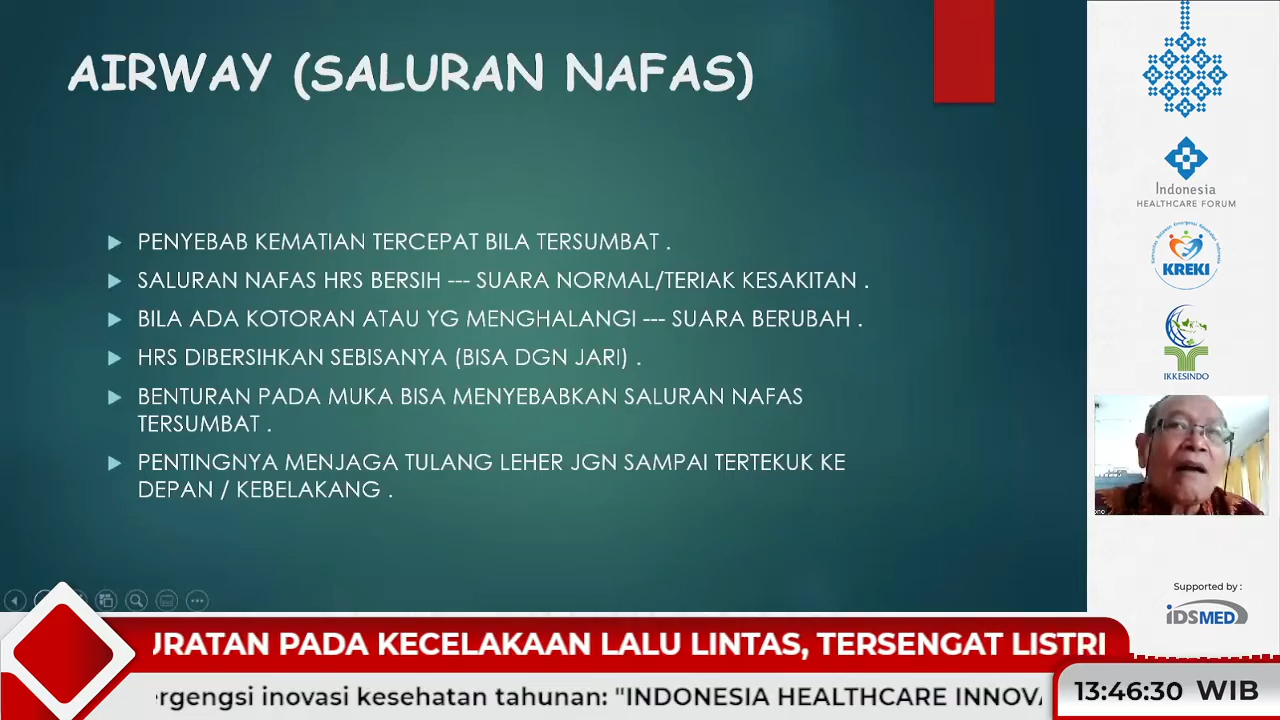 AIRWAY (SALURAN NAFAS)
PENYEBAB KEMATIAN TERCEPAT BILA TERSUMBAT .
SALURAN NAFAS HRS BERSIH --- SUARA NORMAL/TERIAK KESAKITAN .
BILA ADA KOTORAN ATAU YG MENGHALANGI --- SUARA BERUBAH .
HRS DIBERSIHKAN SEBISANYA (BISA DGN JARI) .
BENTURAN PADA MUKA BISA MENYEBABKAN SALURAN NAFAS
TERSUMBAT .
PENTINGNYA MENJAGA TULANG LEHER JGN SAMPAI TERTEKUK KE
DEPAN / KEBELAKANG .
Indonesia
HEALTHCARE FORUM
KREKI
IKKESINDO
Supported by :
iDSMED
URATAN PADA KECELAKAAN LALU LINTAS, TERSENGAT LISTRI
ergengsi inovasi kesehatan tahunan: "INDONESIA HEALTHCARE INNOVA
13:46:30 WIB